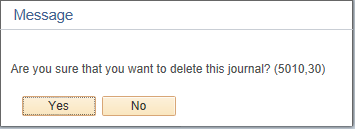 Message
Are you sure that you want to delete this journal? (5010,30)
Yes No